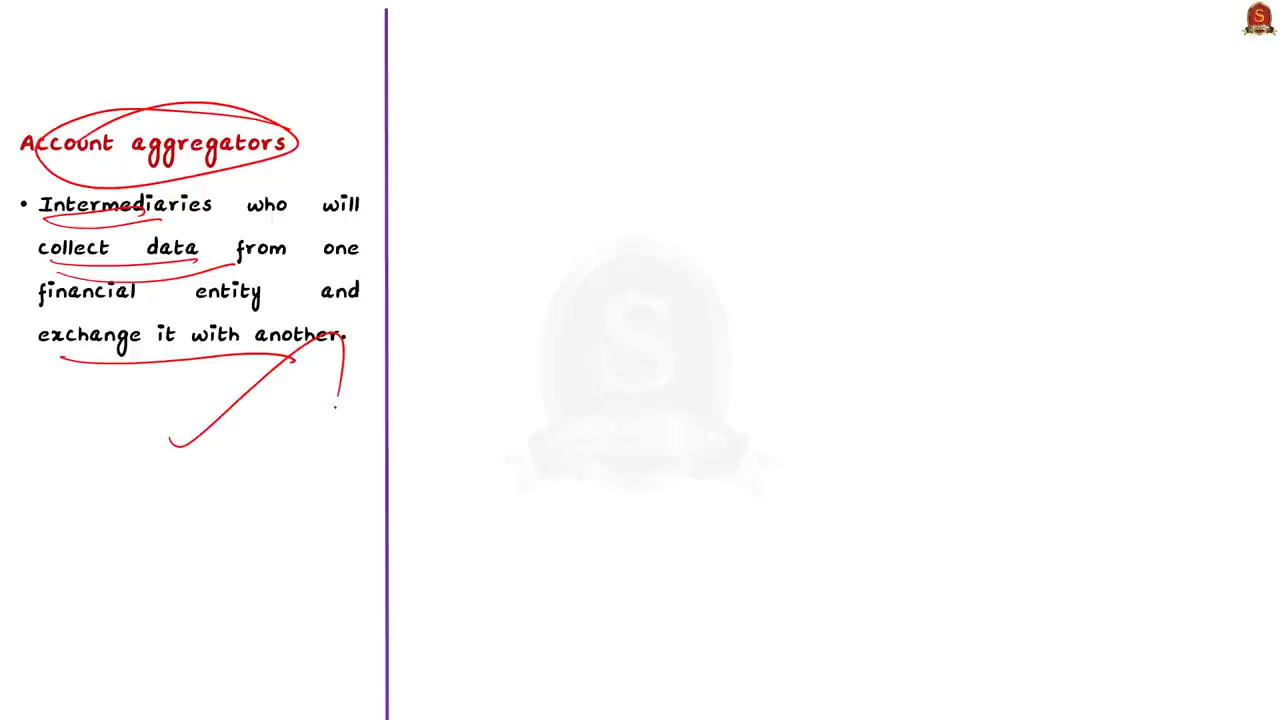 Account aggregators
• Intermediaries who will
collect data from one
financial entity and
exchange it with another.
S
S